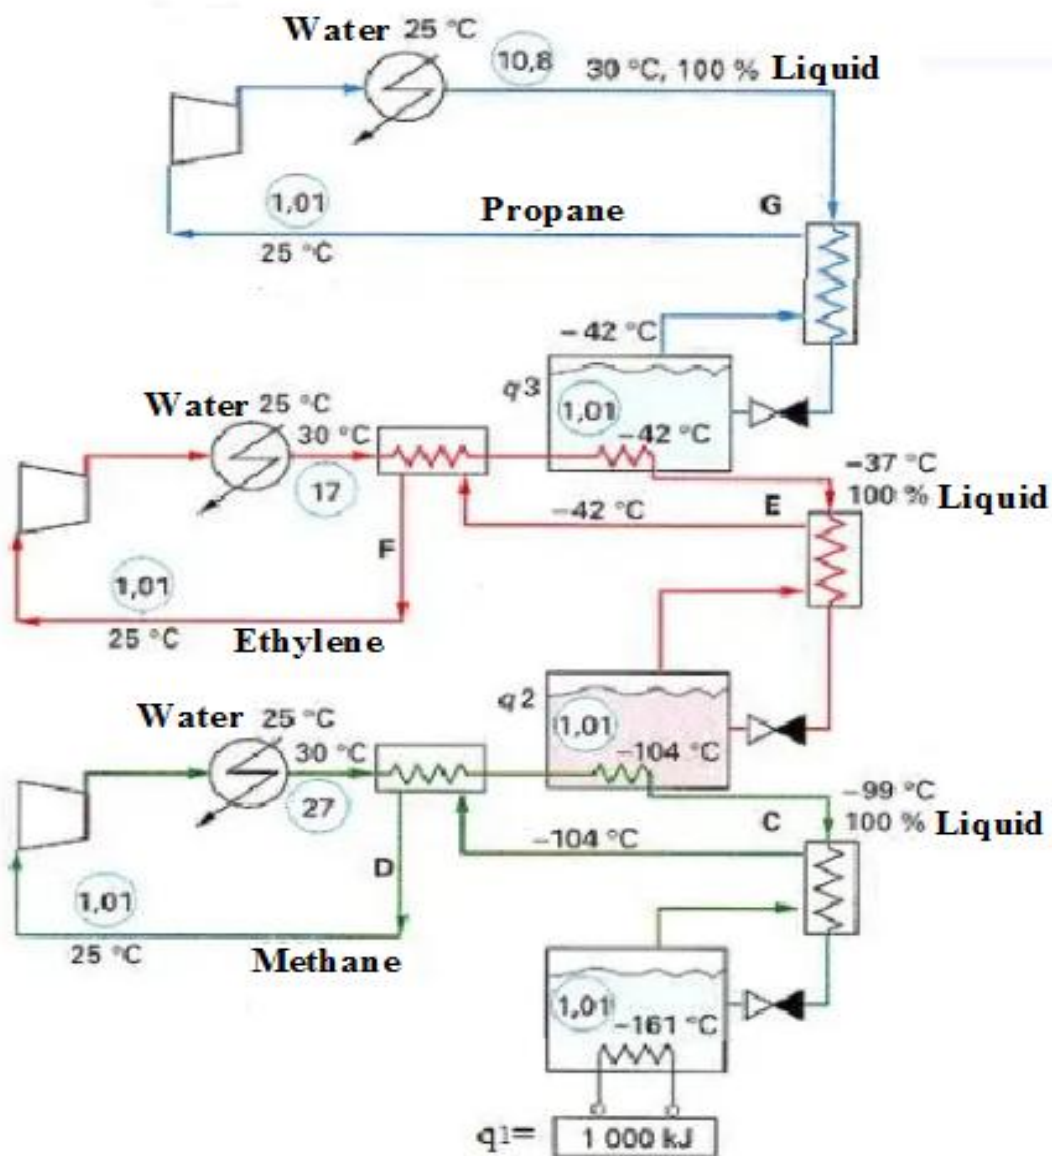 Water 25 °C
10,8
30 °C, 100 % Liquid
1,01
Propane
G
25 °C
-42 °C
q3
1,01
-42 °C
Water 25 °C
30 °C
17
-37 °C
100 % Liquid
E
-42 °C
F
1,01
25 °C
Ethylene
q2
1,01
-104 °C
Water 25 °C
30 °C
27
-99 °C
100 % Liquid
C
-104 °C
D
1,01
25 °C
Methane
1,01
-161 °C
q1= 1 000 kJ